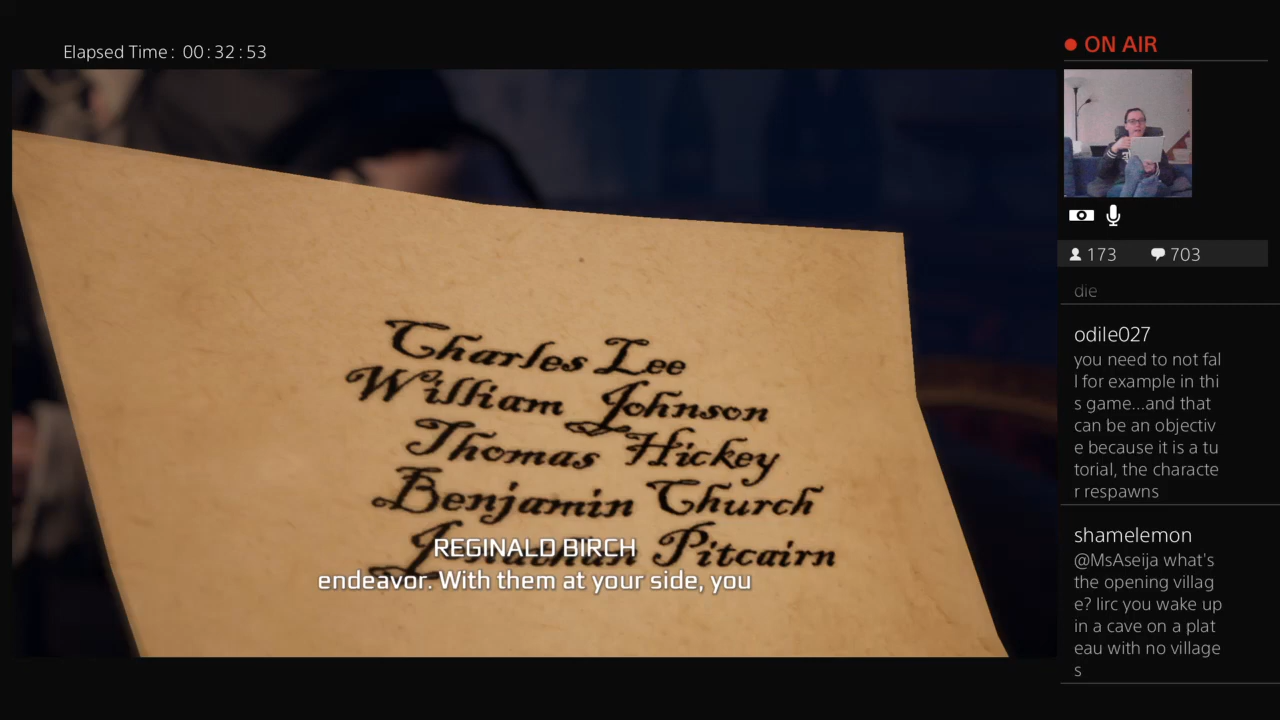 Elapsed Time: 00:32:53
ON AIR
Charles Lee
William Johnson
Thomas Hickey
Benjamin Church
Jonathan Pitcairn
REGINALD BIRCH
endeavor. With them at your side, you
173 703
die
odile027
you need to not fal
l for example in thi
s game...and that
can be an objectiv
e because it is a tu
torial, the characte
r respawns
shamelemon
@MsAseija what's
the opening villag
e? Iirc you wake up
in a cave on a plat
eau with no village
s